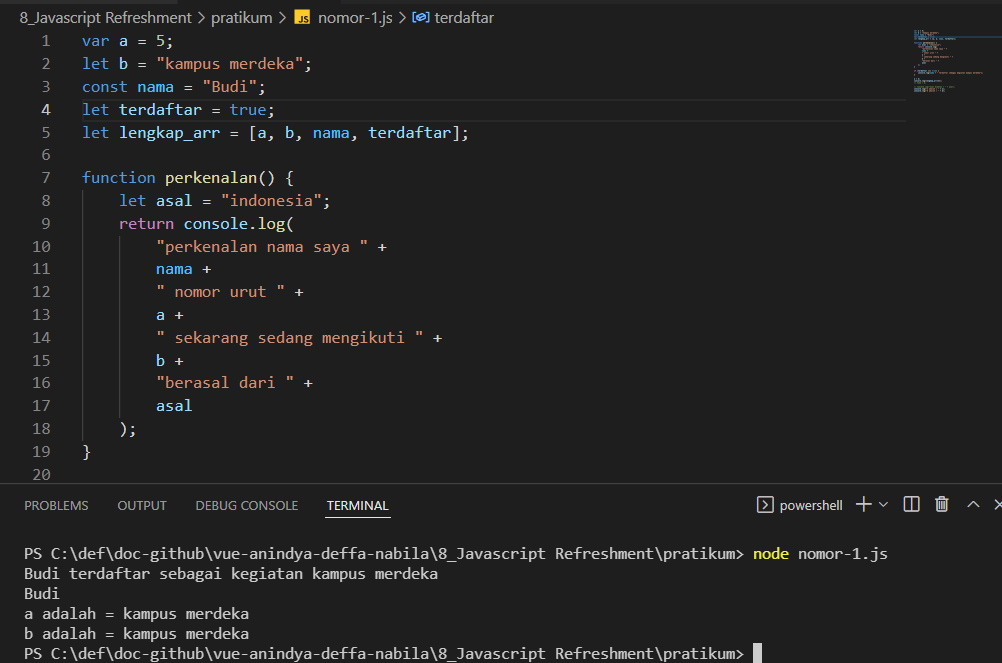 8_Javascript Refreshment > pratikum > JS nomor-1.js > terdaftar
1 var a = 5;
2 let b = "kampus merdeka";
3 const nama = "Budi";
4 let terdaftar = true;
5 let lengkap_arr = [a, b, nama, terdaftar];
6
7 function perkenalan() {
8 let asal = "indonesia";
9 return console.log(
10 "perkenalan nama saya " +
11 nama +
12 " nomor urut " +
13 a +
14 " sekarang sedang mengikuti " +
15 b +
16 "berasal dari " +
17 asal
18 );
19 }
20
PROBLEMS OUTPUT DEBUG CONSOLE TERMINAL powershell
PS C:\def\doc-github\vue-anindya-deffa-nabila\8_Javascript Refreshment\pratikum> node nomor-1.js
Budi terdaftar sebagai kegiatan kampus merdeka
Budi
a adalah = kampus merdeka
b adalah = kampus merdeka
PS C:\def\doc-github\vue-anindya-deffa-nabila\8_Javascript Refreshment\pratikum>